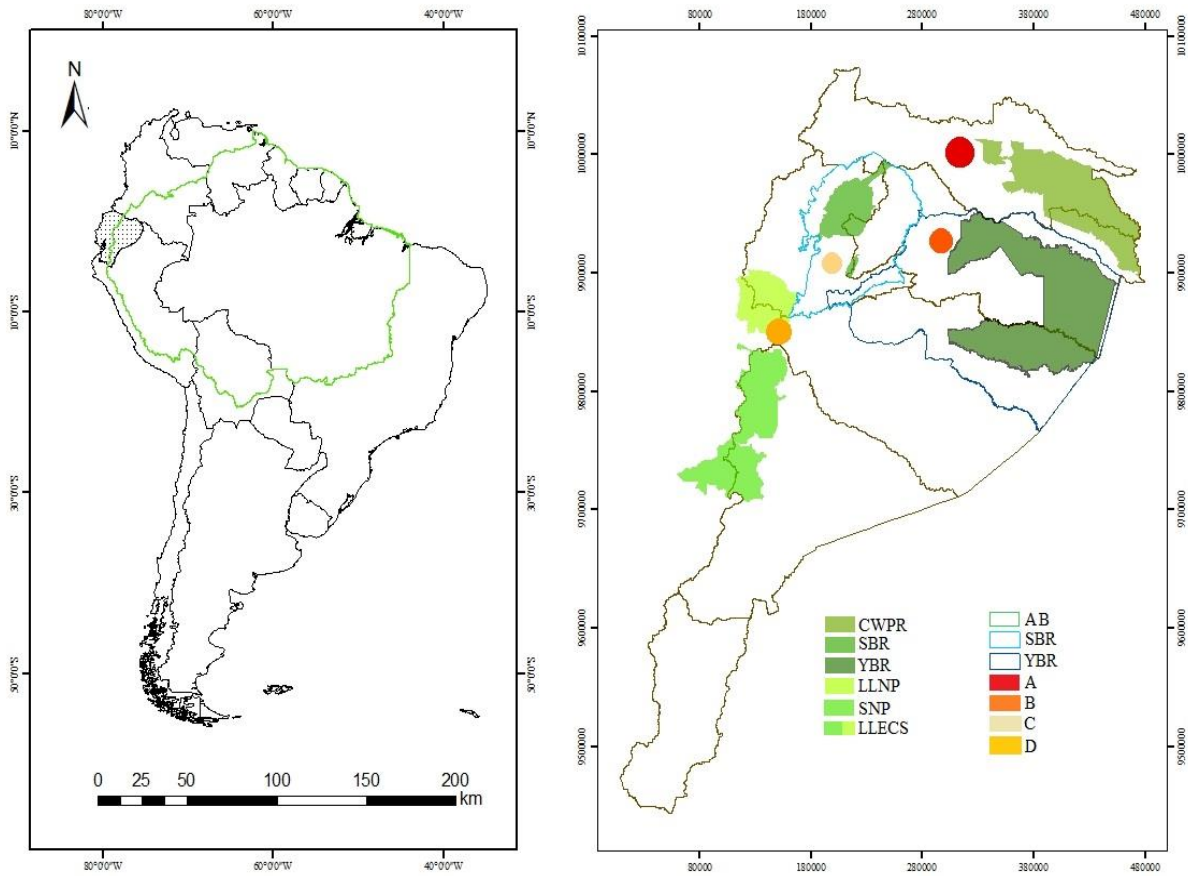 80°0'0"W 60°0'0"W 40°0'0"W
N
10°0'0"N 10°0'0"N
10°0'0"S 10°0'0"S
30°0'0"S 30°0'0"S
50°0'0"S 50°0'0"S
0 25 50 100 150 200
km
80°0'0"W 60°0'0"W 40°0'0"W
80000 180000 280000 380000 480000
10100000 10100000
10000000 10000000
9900000 9900000
9800000 9800000
9700000 9700000
9600000 9600000
9500000 9500000
CWPR
SBR
YBR
LLNP
SNP
LLECS
AB
SBR
YBR
A
B
C
D
80000 180000 280000 380000 480000